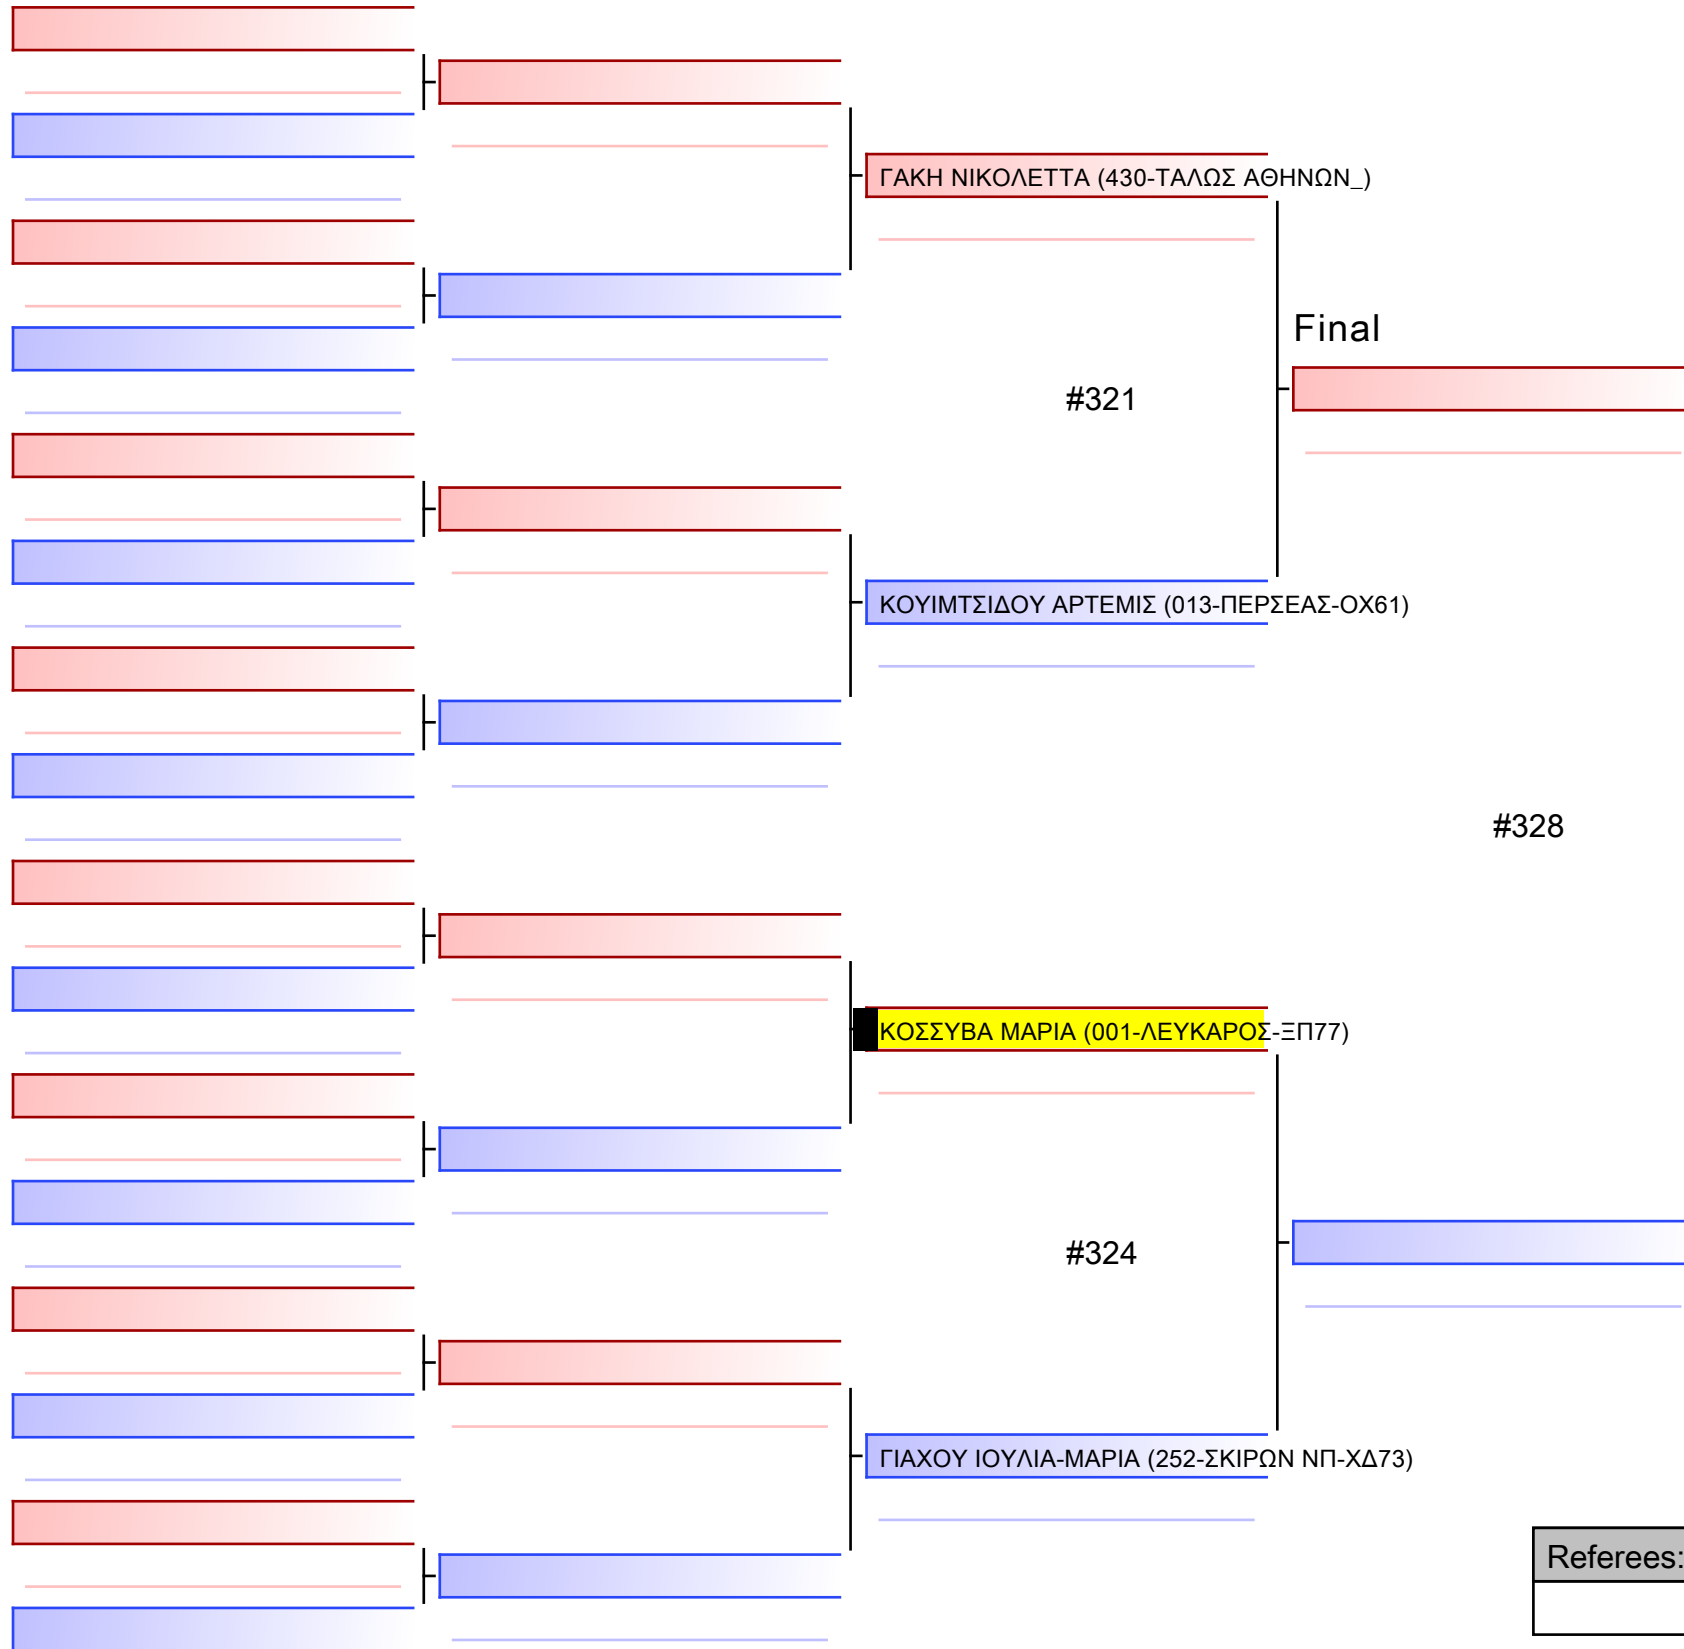 ΓΑΚΗ ΝΙΚΟΛΕΤΤΑ (430-ΤΑΛΩΣ ΑΘΗΝΩΝ_)
Final
#321
ΚΟΥΙΜΤΣΙΔΟΥ ΑΡΤΕΜΙΣ (013-ΠΕΡΣΕΑΣ-ΟΧ61)
#328
ΚΟΣΣΥΒΑ ΜΑΡΙΑ (001-ΛΕΥΚΑΡΟΣ-ΞΠ77)
#324
ΓΙΑΧΟΥ ΙΟΥΛΙΑ-ΜΑΡΙΑ (252-ΣΚΙΡΩΝ ΝΠ-ΧΔ73)
Referees: